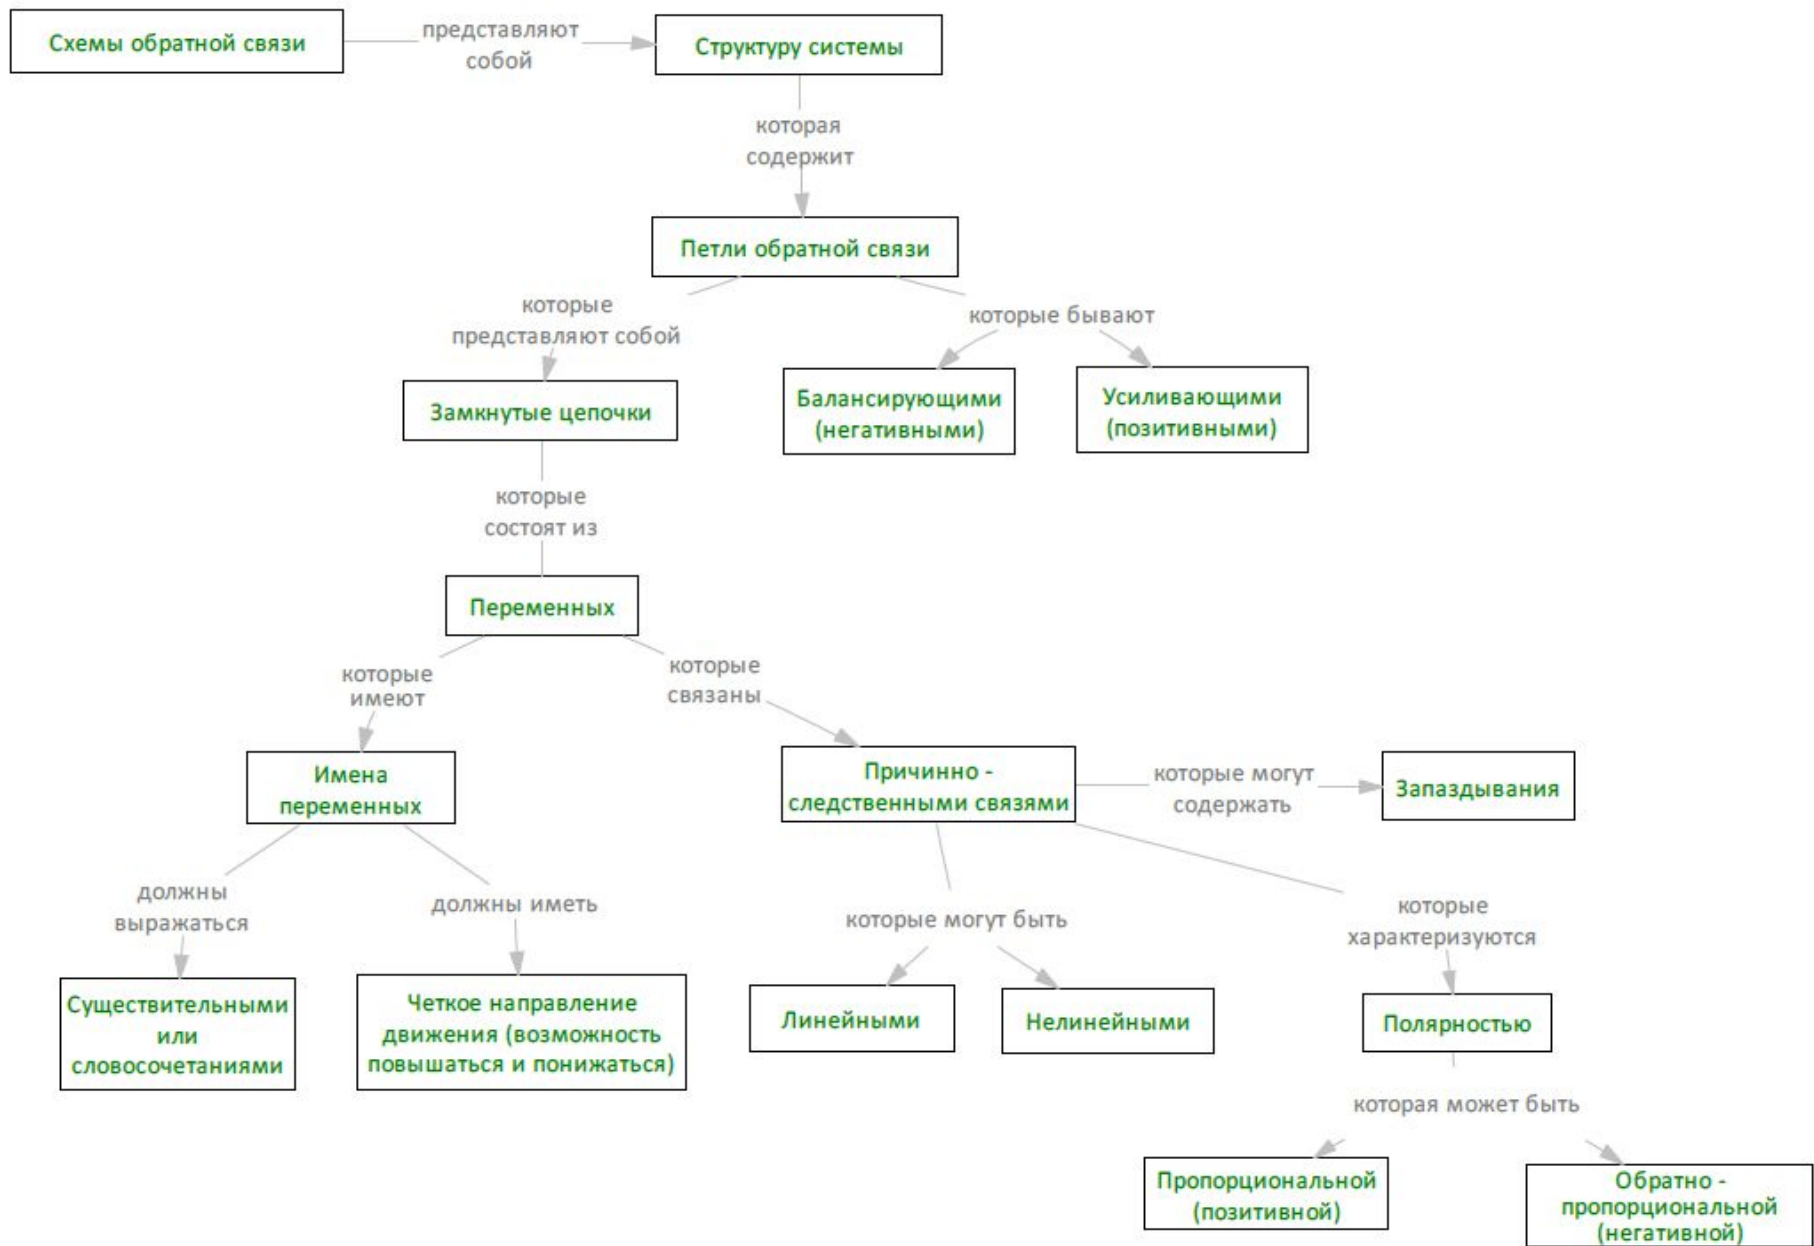 Схемы обратной связи
представляют
собой
Структуру системы
которая
содержит
Петли обратной связи
которые
представляют собой
которые бывают
Замкнутые цепочки
Балансирующими
(негативными)
Усиливающими
(позитивными)
которые
состоят из
Переменных
которые
имеют
которые
связаны
Имена
переменных
Причинно -
следственными связями
которые могут
содержать
Запаздывания
должны
выражаться
должны иметь
которые могут быть
которые
характеризуются
Существительными
или
словосочетаниями
Четкое направление
движения (возможность
повышаться и понижаться)
Линейными
Нелинейными
Полярностью
которая может быть
Пропорциональной
(позитивной)
Обратно -
пропорциональной
(негативной)